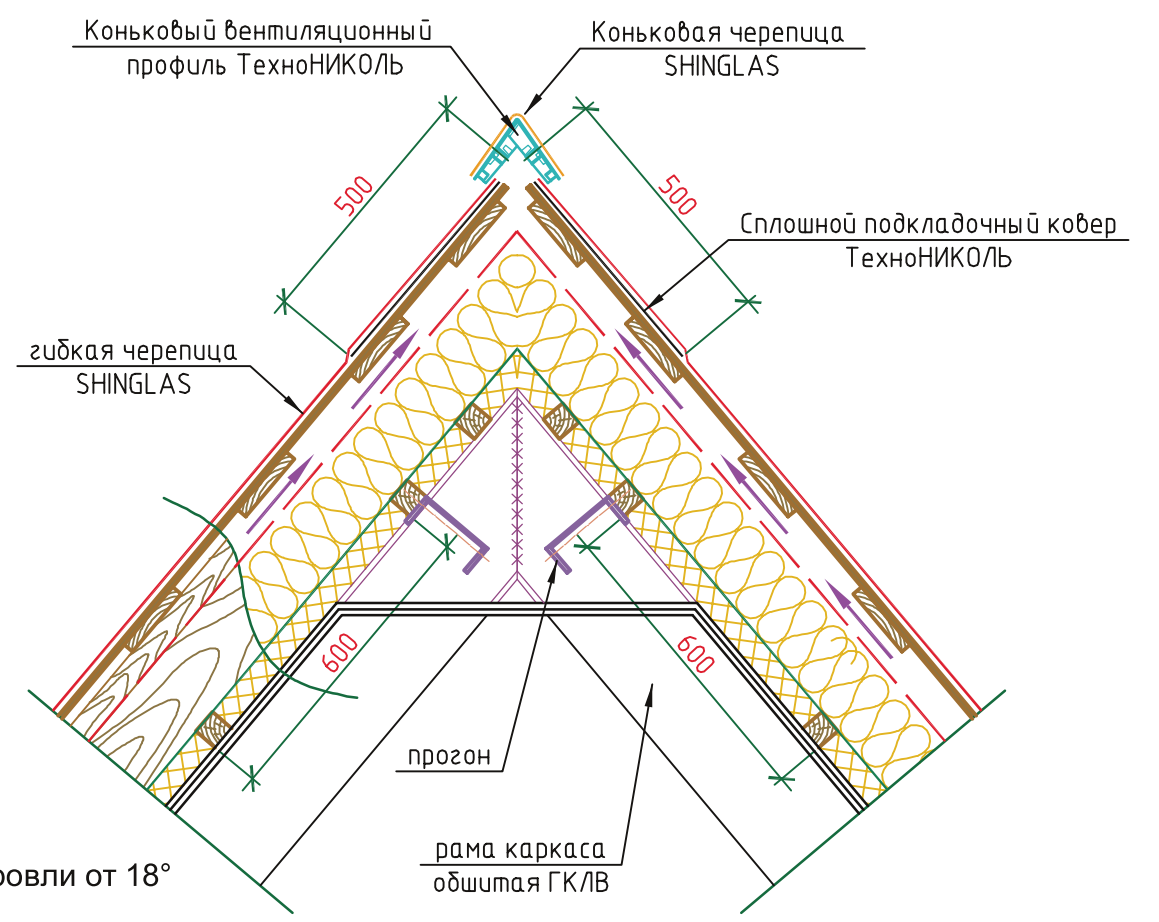 Коньковый вентиляционный
профиль ТехноНИКОЛЬ
Коньковая черепица
SHINGLAS
500
500
Сплошной подкладочный ковер
ТехноНИКОЛЬ
гибкая черепица
SHINGLAS
600
600
прогон
рама каркаса
обшитая ГКЛВ
ровли от 18°